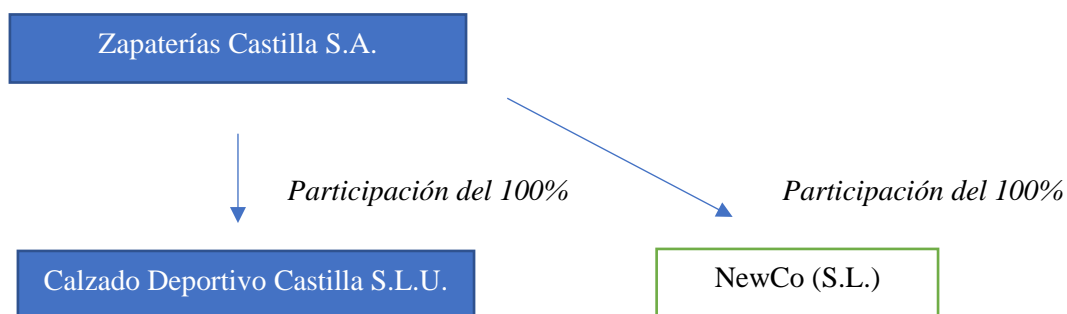 Zapaterías Castilla S.A.
Participación del 100%
Participación del 100%
Calzado Deportivo Castilla S.L.U.
NewCo (S.L.)